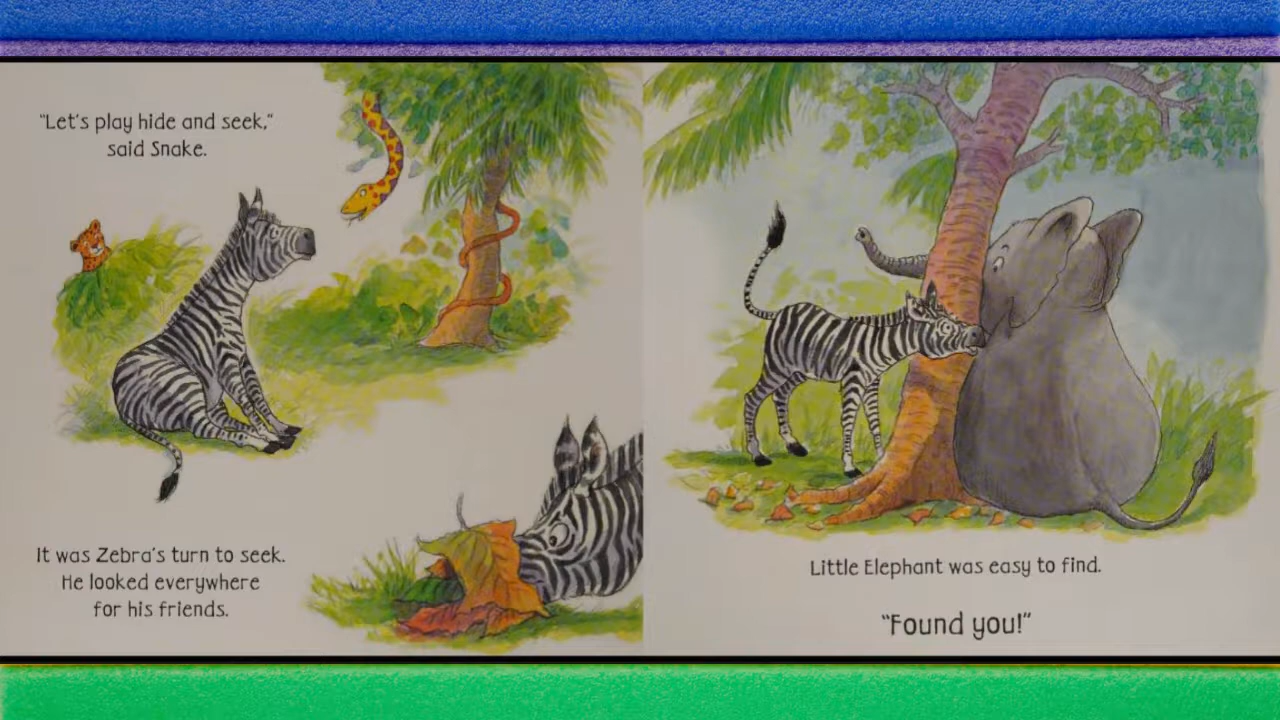 "Let's play hide and seek,"
said Snake.
It was Zebra's turn to seek.
He looked everywhere
for his friends.
Little Elephant was easy to find.
"Found you!"